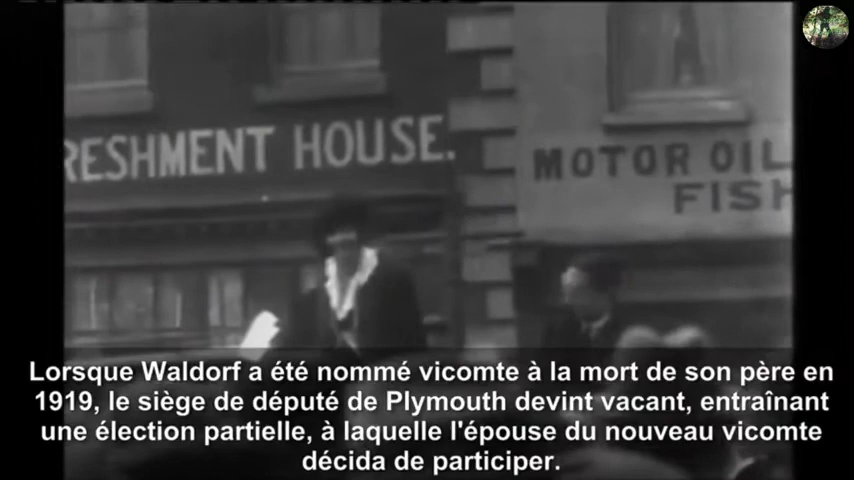 RESHMENT HOUSE.
MOTOR OIL
FISH
Lorsque Waldorf a été nommé vicomte à la mort de son père en
1919, le siège de député de Plymouth devint vacant, entraînant
une élection partielle, à laquelle l'épouse du nouveau vicomte
décida de participer.